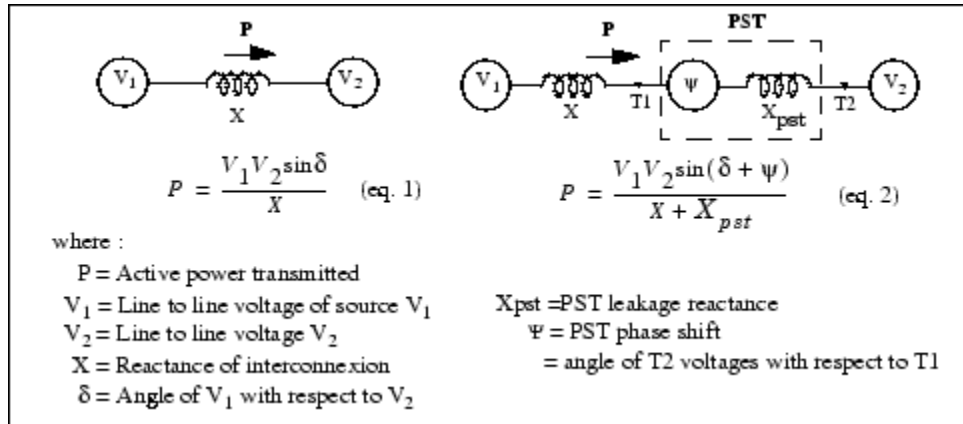 P
V1 X V2
P = V1V2sinδ / X (eq. 1)
P PST
V1 X T1 Ψ Xpst T2 V2
P = V1V2sin(δ + ψ) / X + Xpst (eq. 2)
where :
P = Active power transmitted
V1 = Line to line voltage of source V1
V2 = Line to line voltage V2
X = Reactance of interconnexion
δ = Angle of V1 with respect to V2
Xpst =PST leakage reactance
Ψ = PST phase shift
= angle of T2 voltages with respect to T1